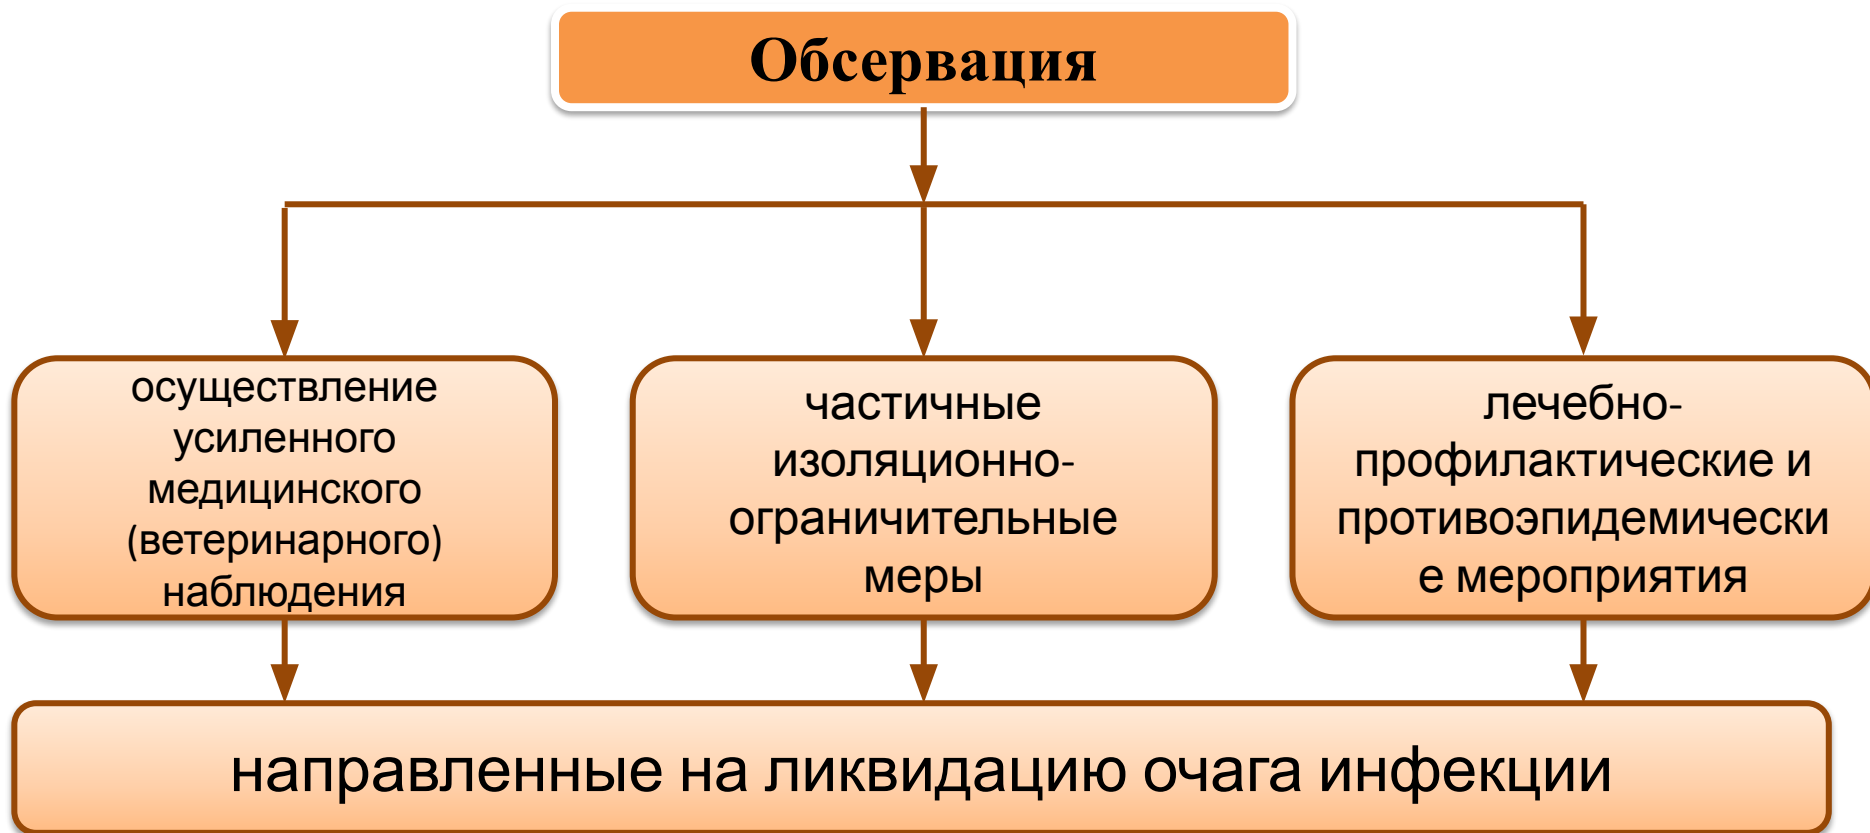 Обсервация
осуществление
усиленного
медицинского
(ветеринарного)
наблюдения
частичные
изоляционно-
ограничительные
меры
лечебно-
профилактические и
противоэпидемически
е мероприятия
направленные на ликвидацию очага инфекции